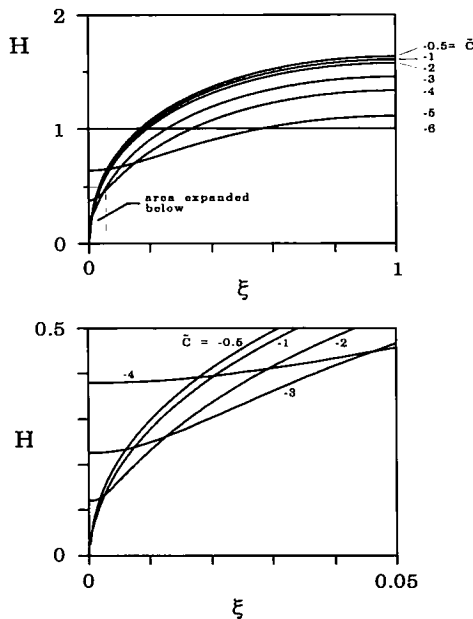 H
2
1
0
-0.5= C̃
-1
-2
-3
-4
-5
-6
area expanded
below
0
1
ξ
H
0.5
0
C̃ = -0.5
-1
-2
-4
-3
0
0.05
ξ